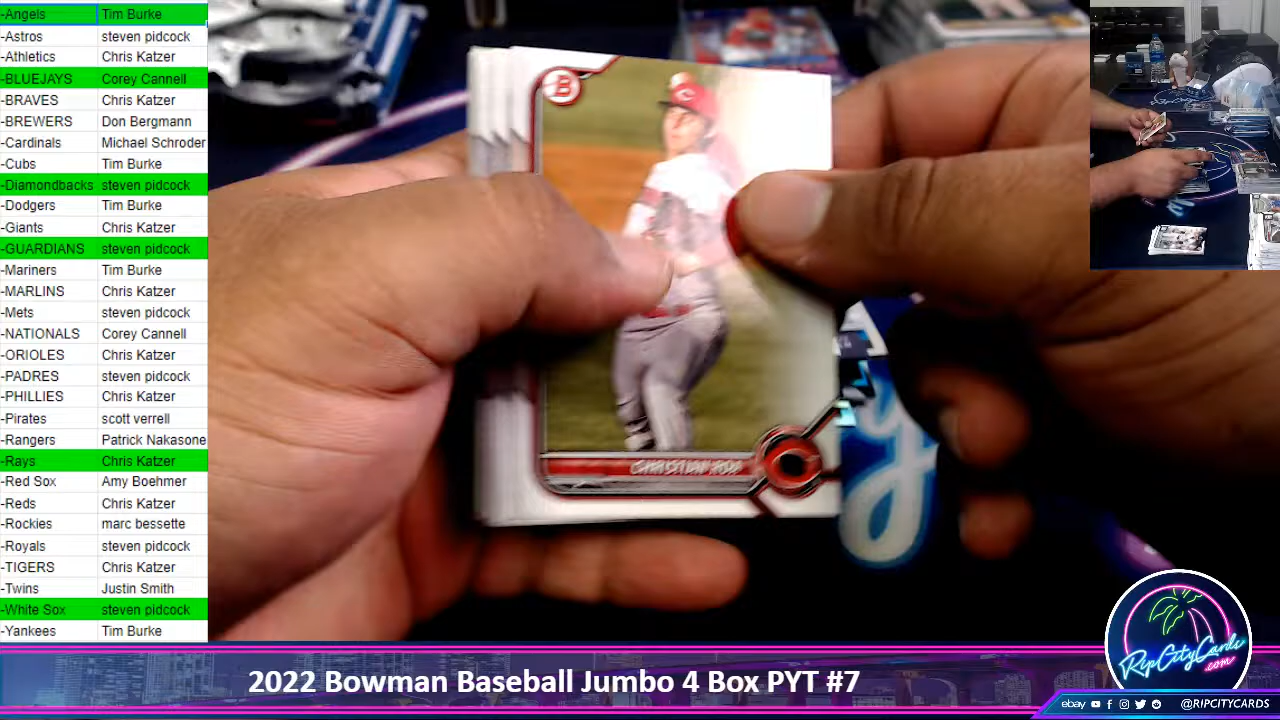 -Angels Tim Burke
-Astros steven pidcock
-Athletics Chris Katzer
-BLUEJAYS Corey Cannell
-BRAVES Chris Katzer
-BREWERS Don Bergmann
-Cardinals Michael Schroder
-Cubs Tim Burke
-Diamondbacks steven pidcock
-Dodgers Tim Burke
-Giants Chris Katzer
-GUARDIANS steven pidcock
-Mariners Tim Burke
-MARLINS Chris Katzer
-Mets steven pidcock
-NATIONALS Corey Cannell
-ORIOLES Chris Katzer
-PADRES steven pidcock
-PHILLIES Chris Katzer
-Pirates scott verrell
-Rangers Patrick Nakasone
-Rays Chris Katzer
-Red Sox Amy Boehmer
-Reds Chris Katzer
-Rockies marc bessette
-Royals steven pidcock
-TIGERS Chris Katzer
-Twins Justin Smith
-White Sox steven pidcock
-Yankees Tim Burke
B
C
CHRISTIAN
C
2022 Bowman Baseball Jumbo 4 Box PYT #7
RipCityCards
.com
ebay @RIPCITYCARDS